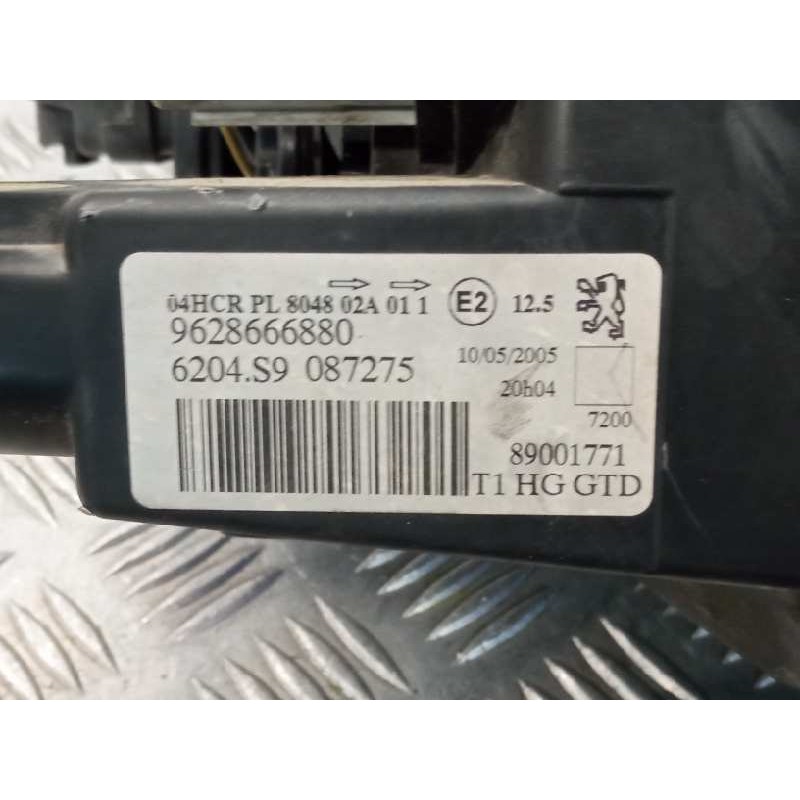 04HCR PL 8048 02A 01 1 E2 12.5
9628666880
6204.S9 087275
10/05/2005
20h04
7200
89001771
T1 HG GTD